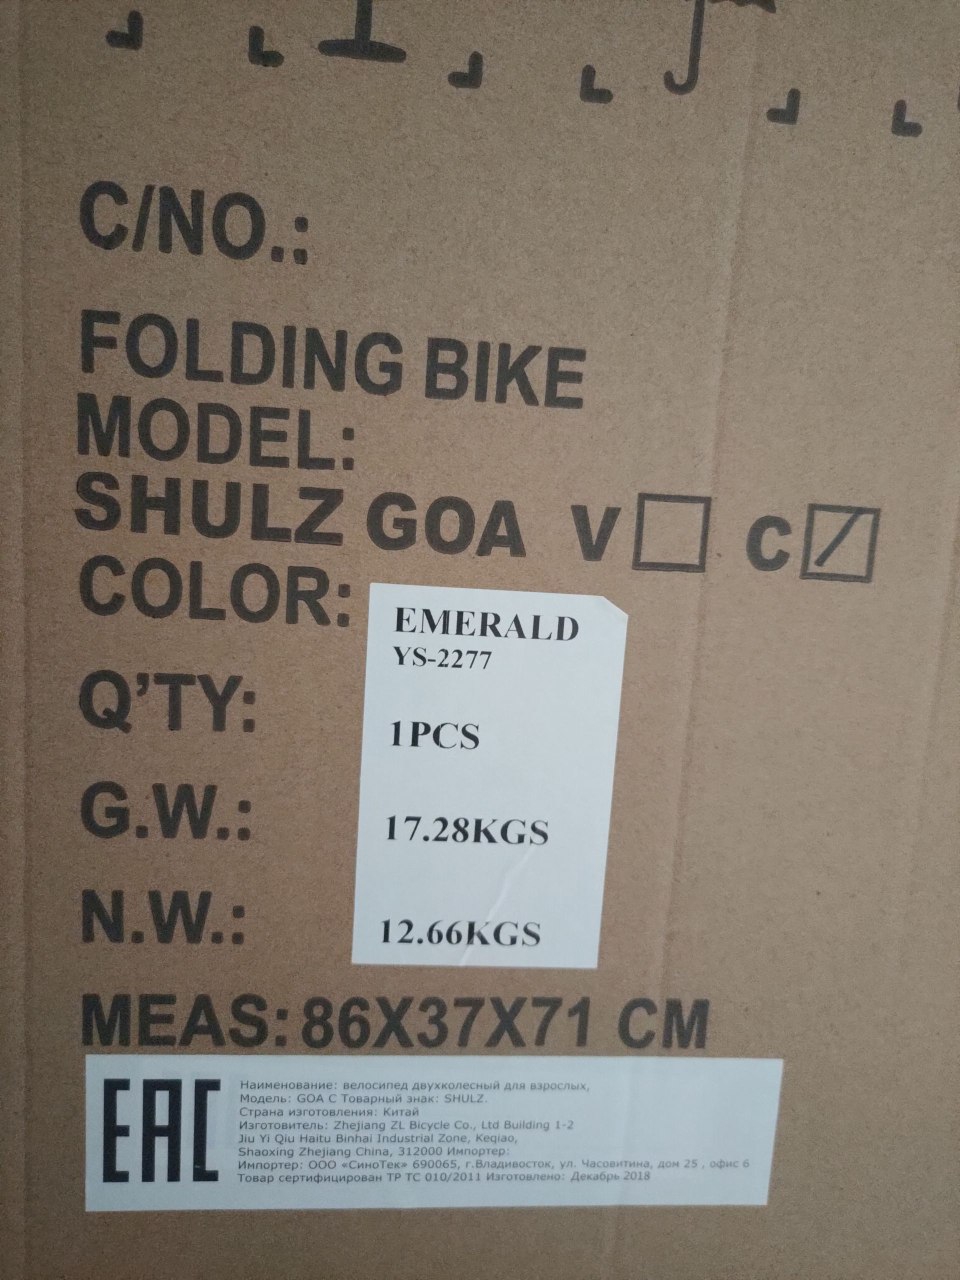 C/NO.:
FOLDING BIKE
MODEL:
SHULZ GOA V C
COLOR: EMERALD
YS-2277
Q'TY: 1PCS
G.W.: 17.28KGS
N.W.: 12.66KGS
MEAS: 86X37X71 CM
EAC
Наименование: велосипед двухколесный для взрослых,
Модель: GOA C Товарный знак: SHULZ.
Страна изготовления: Китай
Изготовитель: Zhejiang ZL Bicycle Co., Ltd Building 1-2
Jiu Yi Qiu Haitu Binhai Industrial Zone, Keqiao,
Shaoxing Zhejiang China, 312000 Импортер:
Импортер: ООО «СиноТек» 690065, г.Владивосток, ул. Часовитина, дом 25 , офис 6
Товар сертифицирован ТР ТС 010/2011 Изготовлено: Декабрь 2018